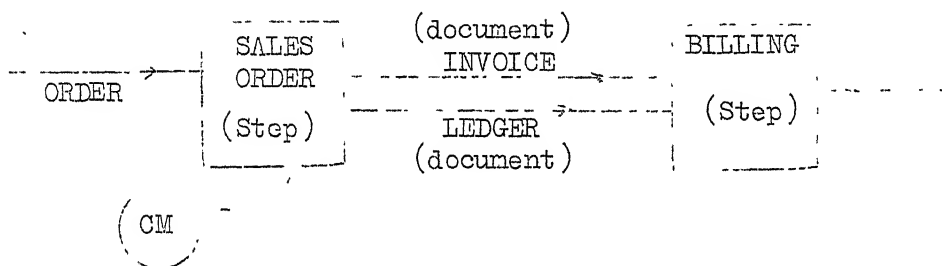 (document)
SALES
BILLING
ORDER
INVOICE
ORDER
(Step)
(Step)
LEDGER
(document)
CM